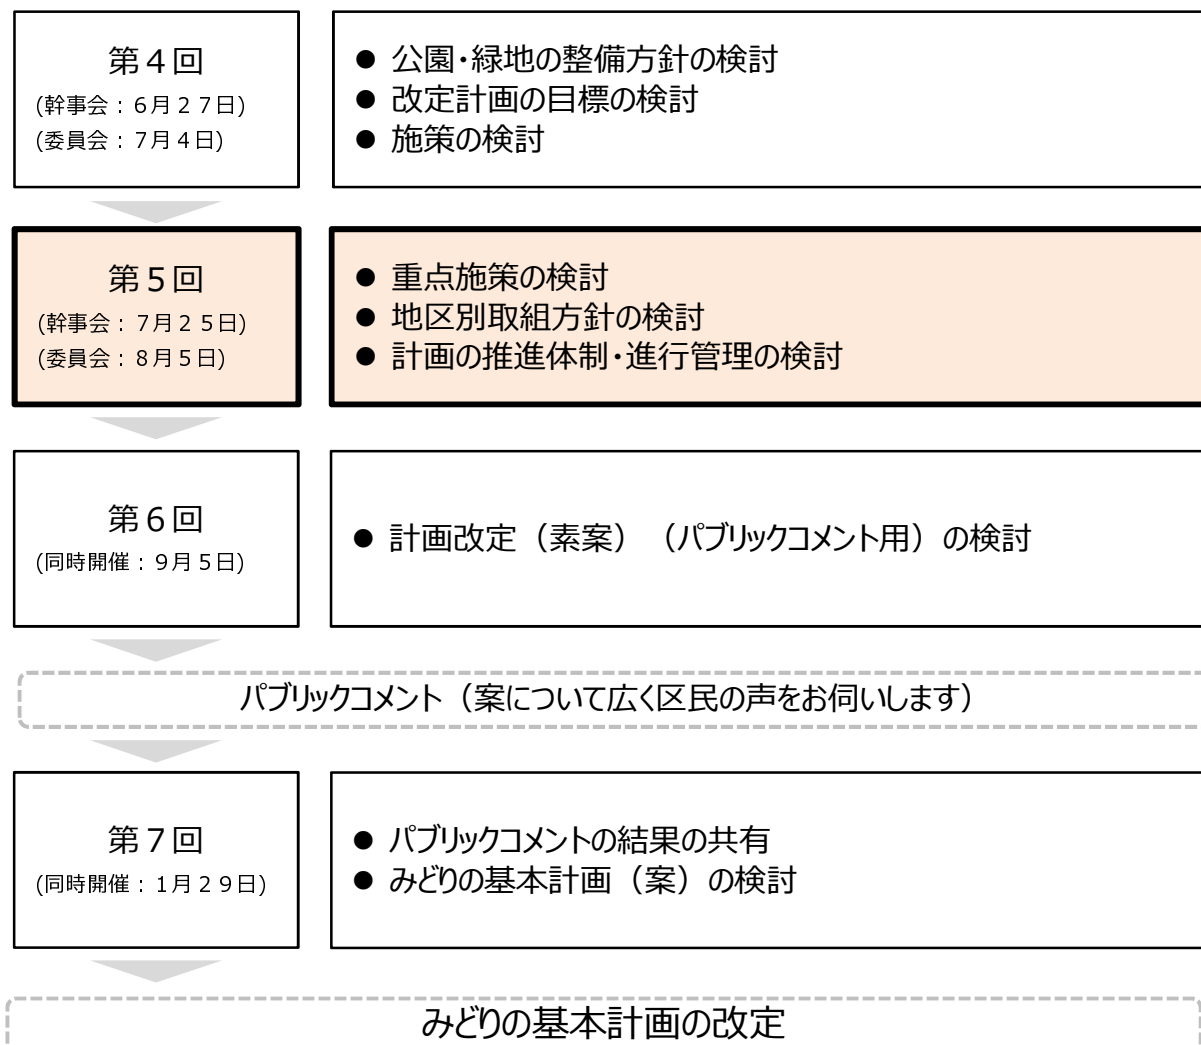 第４回
(幹事会：６月２７日)
(委員会：７月４日)
● 公園・緑地の整備方針の検討
● 改定計画の目標の検討
● 施策の検討
第５回
(幹事会：７月２５日)
(委員会：８月５日)
● 重点施策の検討
● 地区別取組方針の検討
● 計画の推進体制・進行管理の検討
第６回
(同時開催：９月５日)
● 計画改定（素案）（パブリックコメント用）の検討
パブリックコメント（案について広く区民の声をお伺いします）
第７回
(同時開催：１月２９日)
● パブリックコメントの結果の共有
● みどりの基本計画（案）の検討
みどりの基本計画の改定